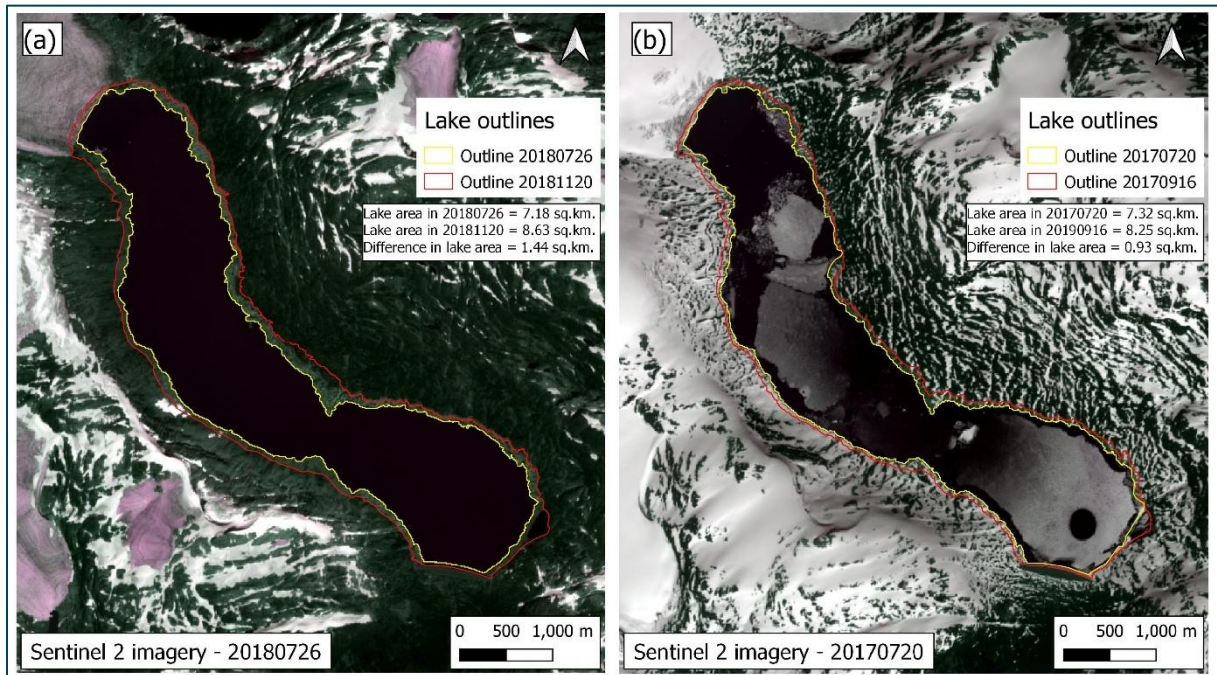 (a)
Lake outlines
Outline 20180726
Outline 20181120
Lake area in 20180726 = 7.18 sq.km.
Lake area in 20181120 = 8.63 sq.km.
Difference in lake area = 1.44 sq.km.
0 500 1,000 m
Sentinel 2 imagery - 20180726
(b)
Lake outlines
Outline 20170720
Outline 20170916
Lake area in 20170720 = 7.32 sq.km.
Lake area in 20190916 = 8.25 sq.km.
Difference in lake area = 0.93 sq.km.
0 500 1,000 m
Sentinel 2 imagery - 20170720